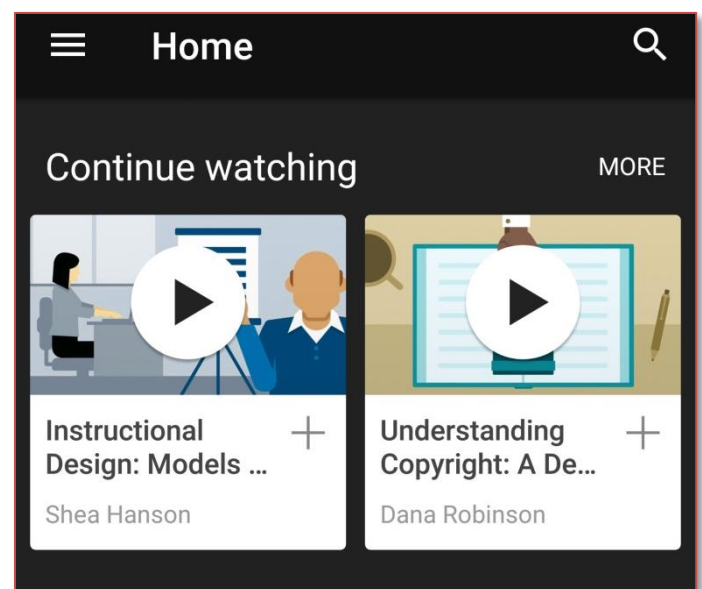 Home
Continue watching
MORE
Instructional
Design: Models ...
Shea Hanson
Understanding
Copyright: A De...
Dana Robinson